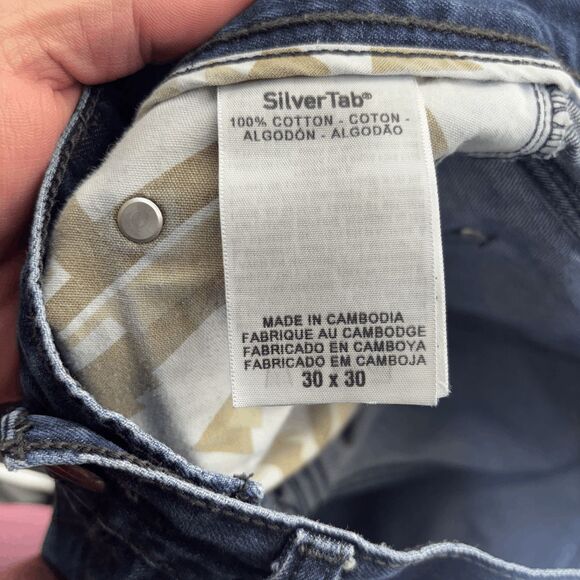 SilverTab®
100% COTTON - COTON -
ALGODÓN - ALGODÃO
MADE IN CAMBODIA
FABRIQUE AU CAMBODGE
FABRICADO EN CAMBOYA
FABRICADO EM CAMBOJA
30 x 30